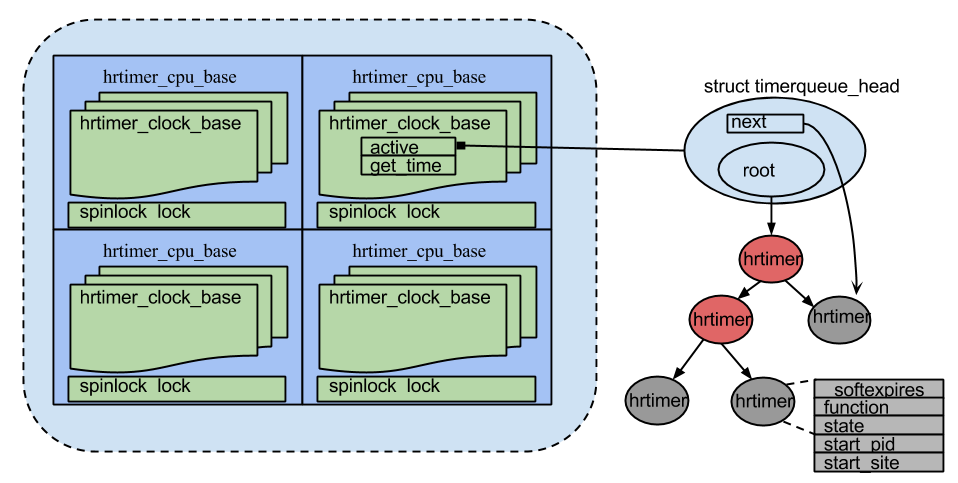 hrtimer_cpu_base
hrtimer_clock_base
spinlock lock
hrtimer_cpu_base
hrtimer_clock_base
active
get_time
spinlock lock
hrtimer_cpu_base
hrtimer_clock_base
spinlock lock
hrtimer_cpu_base
hrtimer_clock_base
spinlock lock
struct timerqueue_head
next
root
hrtimer
hrtimer
hrtimer
hrtimer
hrtimer
softexpires
function
state
start_pid
start_site